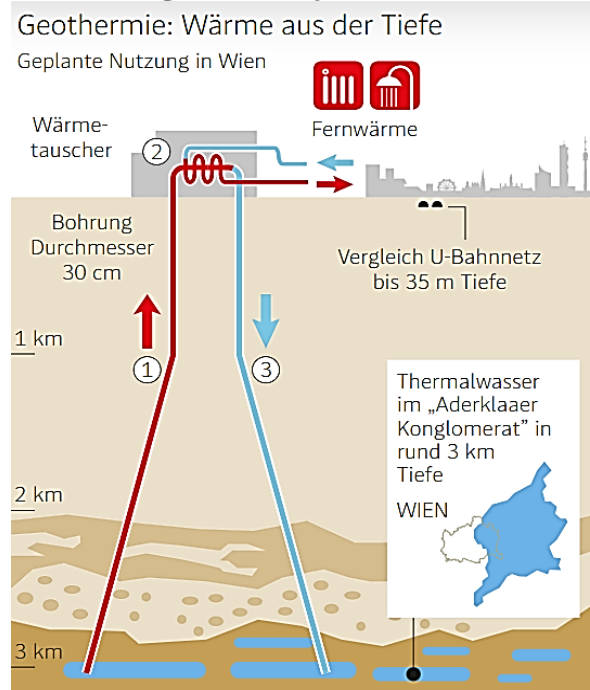 Geothermie: Wärme aus der Tiefe
Geplante Nutzung in Wien
Wärme-
tauscher
2
Fernwärme
Bohrung
Durchmesser
30 cm
Vergleich U-Bahnnetz
bis 35 m Tiefe
1 km
1
3
Thermalwasser
im „Aderklaaer
Konglomerat” in
rund 3 km
Tiefe
WIEN
2 km
3 km